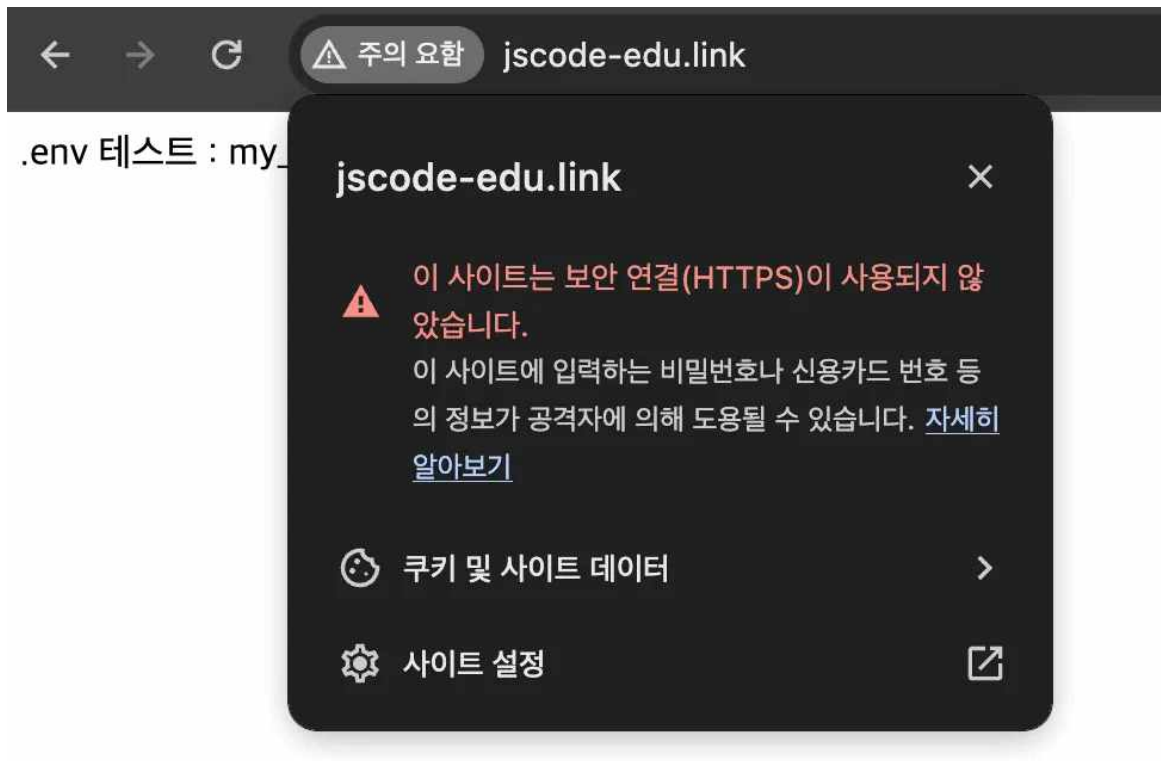 주의 요함 jscode-edu.link
.env 테스트 : my_
jscode-edu.link
이 사이트는 보안 연결(HTTPS)이 사용되지 않
았습니다.
이 사이트에 입력하는 비밀번호나 신용카드 번호 등
의 정보가 공격자에 의해 도용될 수 있습니다. 자세히
알아보기
쿠키 및 사이트 데이터
사이트 설정